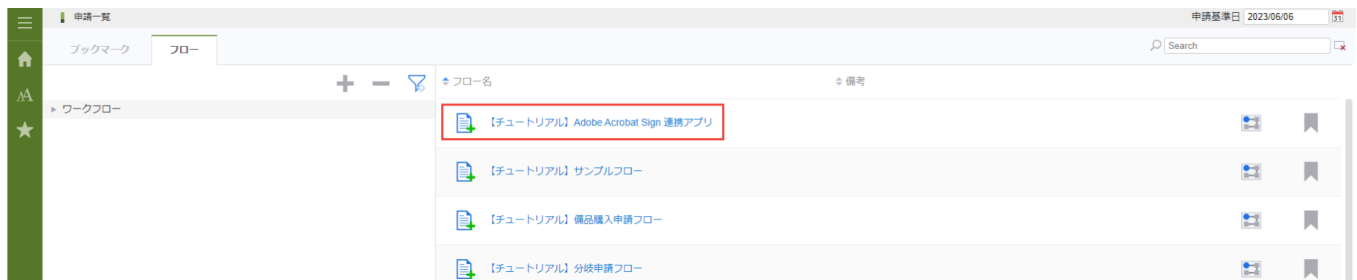 申請一覧
申請基準日 2023/06/06 31
ブックマーク フロー
Search
フロー名 備考
AA
ワークフロー
【チュートリアル】Adobe Acrobat Sign 連携アプリ
【チュートリアル】サンプルフロー
【チュートリアル】備品購入申請フロー
【チュートリアル】分岐申請フロー